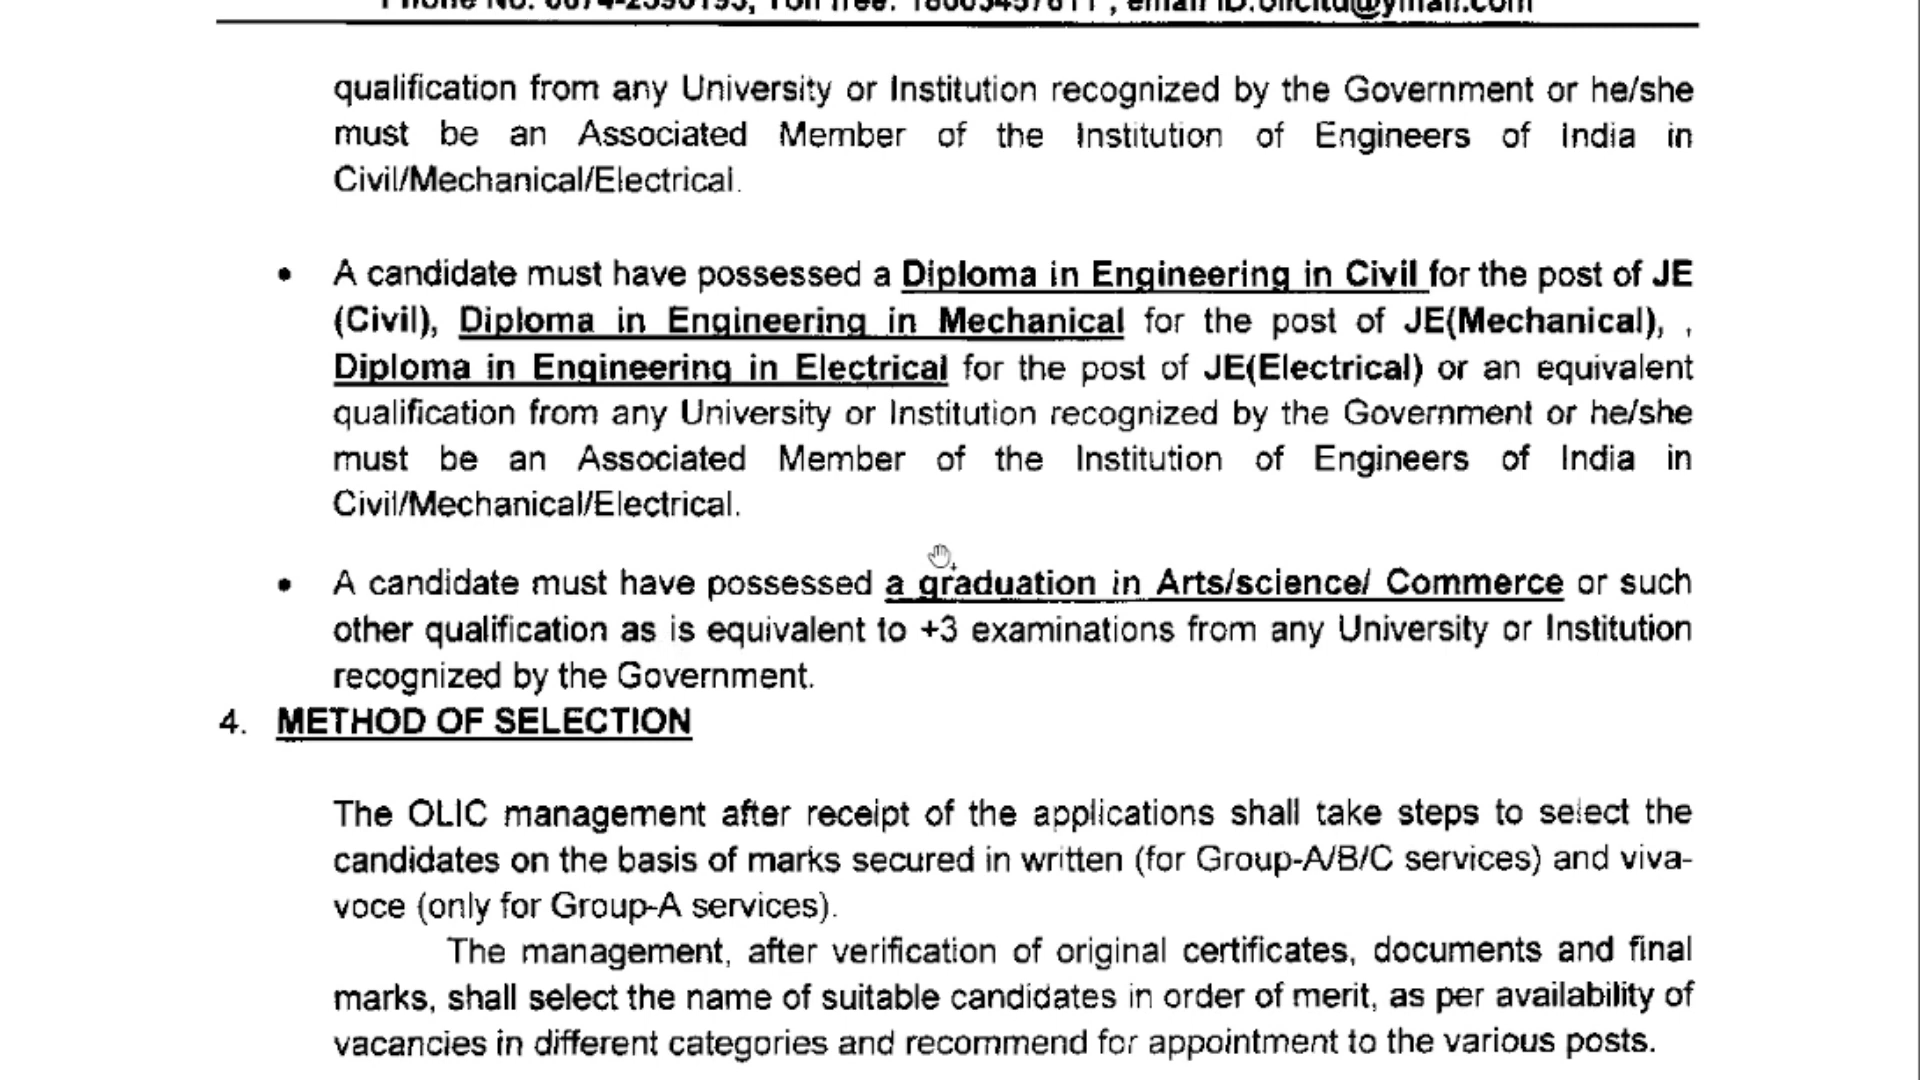 qualification from any University or Institution recognized by the Government or he/she
must be an Associated Member of the Institution of Engineers of India in
Civil/Mechanical/Electrical.
• A candidate must have possessed a Diploma in Engineering in Civil for the post of JE
(Civil), Diploma in Engineering in Mechanical for the post of JE(Mechanical), ,
Diploma in Engineering in Electrical for the post of JE(Electrical) or an equivalent
qualification from any University or Institution recognized by the Government or he/she
must be an Associated Member of the Institution of Engineers of India in
Civil/Mechanical/Electrical.
• A candidate must have possessed a graduation in Arts/science/ Commerce or such
other qualification as is equivalent to +3 examinations from any University or Institution
recognized by the Government.
4. METHOD OF SELECTION
The OLIC management after receipt of the applications shall take steps to select the
candidates on the basis of marks secured in written (for Group-A/B/C services) and viva-
voce (only for Group-A services).
The management, after verification of original certificates, documents and final
marks, shall select the name of suitable candidates in order of merit, as per availability of
vacancies in different categories and recommend for appointment to the various posts.